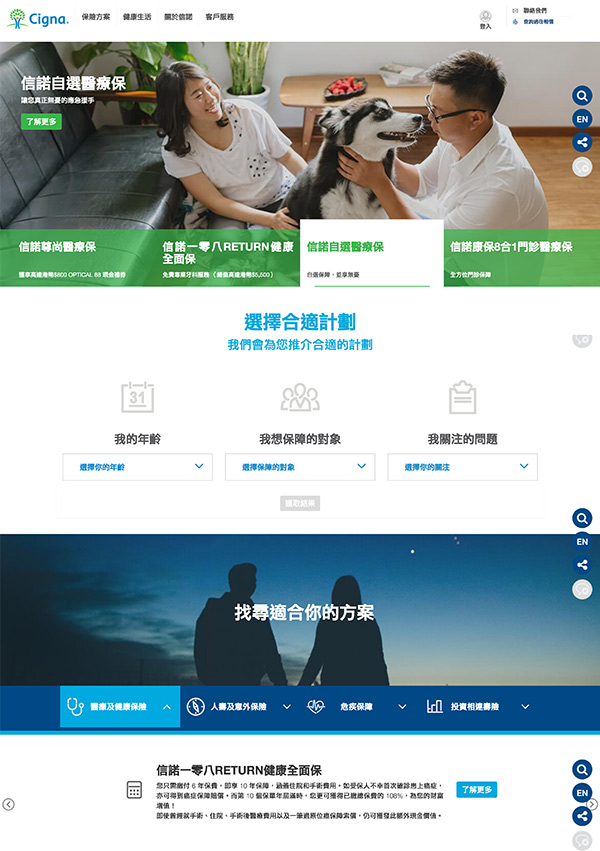 Cigna.
保險方案
健康生活
關於信諾
客戶服務
登入
聯絡我們
信諾自選醫療保
讓您真正無憂的應急援手
了解更多
EN
信諾尊尚醫療保
獲享高達港幣$800 OPTICAL 88 現金禮券
信諾一零八RETURN健康
全面保
免費專業牙科服務 (總值高達港幣$5,500)
信諾自選醫療保
自選保障，並享無憂
信諾康保8合1門診醫療保
全方位門診保障
選擇合適計劃
我們會為您推介合適的計劃
31
我的年齡
我想保障的對象
我關注的問題
選擇你的年齡
選擇保障的對象
選擇你的關注
獲取結果
EN
找尋適合你的方案
醫療及健康保險
人壽及意外保險
危疾保障
投資相連壽險
信諾一零八RETURN健康全面保
您只需繳付 6 年保費，即享 10 年保障，涵蓋住院和手術費用。如受保人不幸首次確診患上癌症，
亦可得到癌症保障賠償。而第 10 個保單年屆滿時，您更可獲得已繳總保費的 108%，為您的財富
增值！
即使曾經就手術、住院、手術後醫療費用以及一筆過原位癌保障索償，仍可獲發此額外現金價值。
了解更多
EN